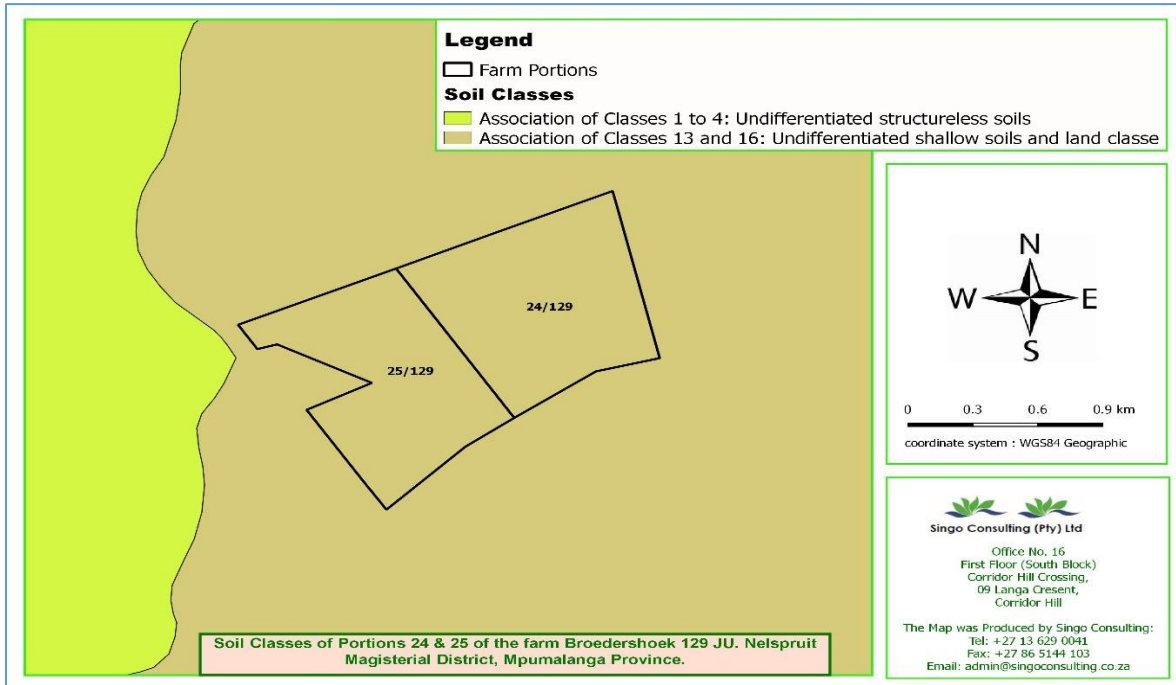 Legend
Farm Portions
Soil Classes
Association of Classes 1 to 4: Undifferentiated structureless soils
Association of Classes 13 and 16: Undifferentiated shallow soils and land classe
24/129
25/129
N
W E
S
0 0.3 0.6 0.9 km
coordinate system : WGS84 Geographic
Singo Consulting (Pty) Ltd
Office No. 16
First Floor (South Block)
Corridor Hill Crossing,
09 Langa Cresent,
Corridor Hill
The Map was Produced by Singo Consulting:
Tel: +27 13 629 0041
Fax: +27 86 5144 103
Email: admin@singoconsulting.co.za
Soil Classes of Portions 24 & 25 of the farm Broedershoek 129 JU. Nelspruit
Magisterial District, Mpumalanga Province.